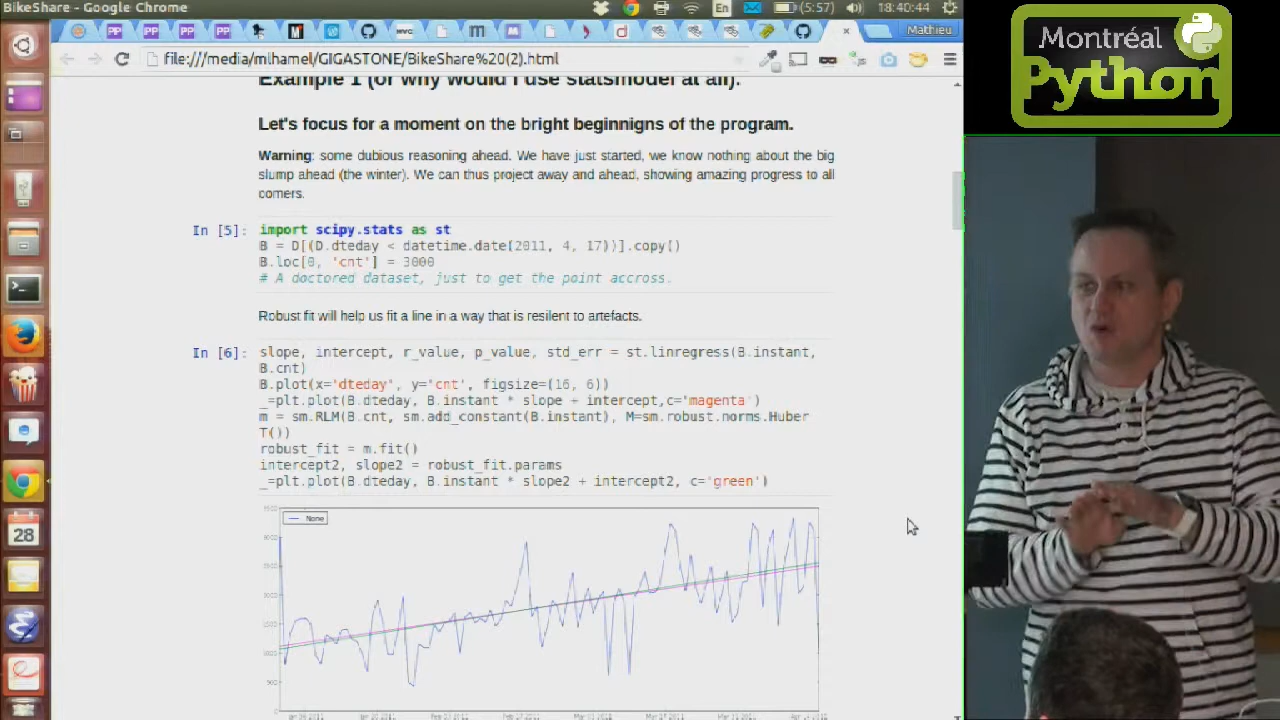 BikeShare - Google Chrome
En
(5:57)
18:40:44
Mathieu
file:///media/mlhamel/GIGASTONE/BikeShare%20(2).html
Montréal
Python
Example 1 (or why would I use statsmodel at all).
Let's focus for a moment on the bright beginnigns of the program.
Warning: some dubious reasoning ahead. We have just started, we know nothing about the big
slump ahead (the winter). We can thus project away and ahead, showing amazing progress to all
comers.
In [5]:
import scipy.stats as st
B = D[(D.dteday < datetime.date(2011, 4, 17))].copy()
B.loc[0, 'cnt'] = 3000
# A doctored dataset, just to get the point accross.
Robust fit will help us fit a line in a way that is resilent to artefacts.
In [6]:
slope, intercept, r_value, p_value, std_err = st.linregress(B.instant,
B.cnt)
B.plot(x='dteday', y='cnt', figsize=(16, 6))
_=plt.plot(B.dteday, B.instant * slope + intercept,c='magenta')
m = sm.RLM(B.cnt, sm.add_constant(B.instant), M=sm.robust.norms.Huber
T())
robust_fit = m.fit()
intercept2, slope2 = robust_fit.params
_=plt.plot(B.dteday, B.instant * slope2 + intercept2, c='green')
None
28